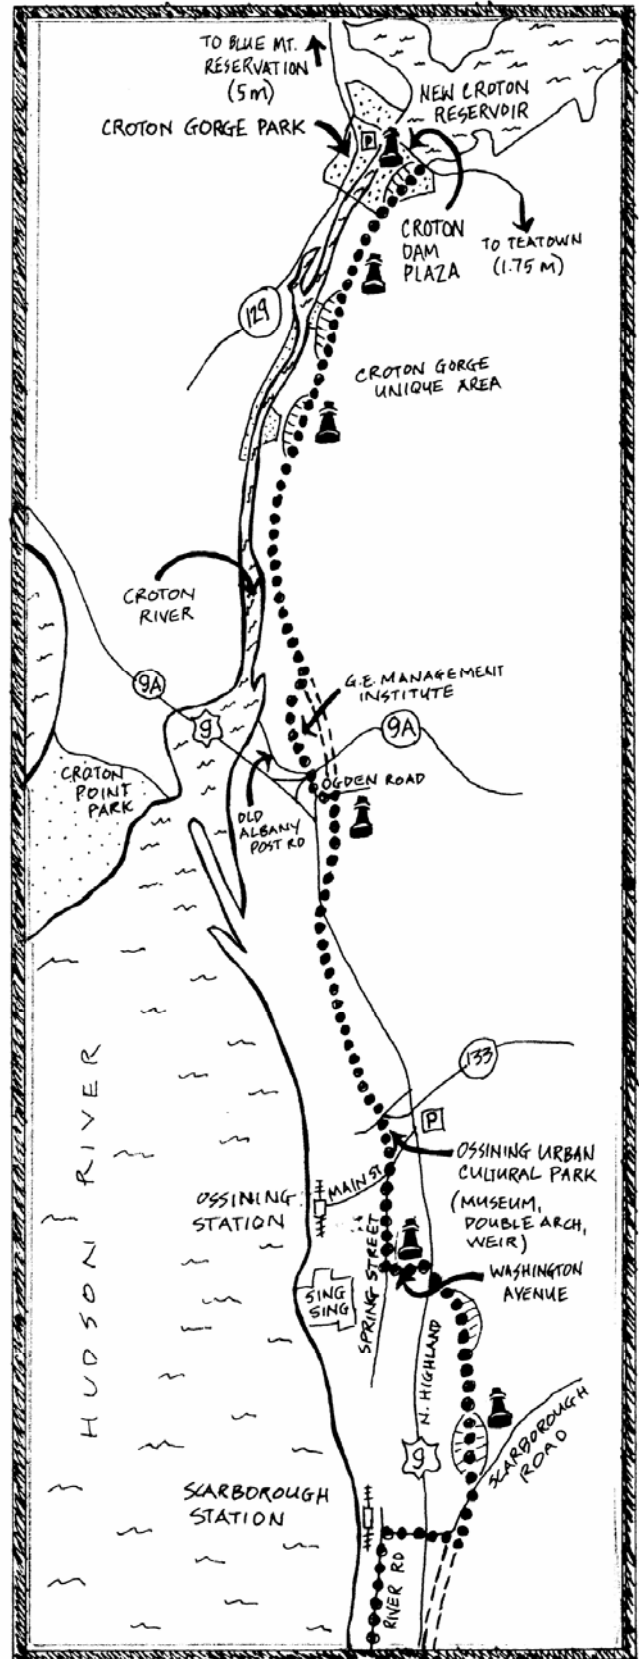 TO BLUE MT.
RESERVATION
(5 m)
NEW CROTON
RESERVOIR
CROTON GORGE PARK
P
CROTON
DAM
PLAZA
TO TEATOWN
(1.75 m)
129
CROTON GORGE
UNIQUE AREA
CROTON
RIVER
9A
G.E. MANAGEMENT
INSTITUTE
9
9A
CROTON
POINT
PARK
OGDEN ROAD
OLD
ALBANY
POST RD
HUDSON RIVER
133
P
OSSINING URBAN
CULTURAL PARK
(MUSEUM,
DOUBLE ARCH,
WEIR)
MAIN ST.
OSSINING
STATION
SPRING STREET
WASHINGTON
AVENUE
SING
SING
N. HIGHLAND
SCARBOROUGH
ROAD
9
SCARBOROUGH
STATION
RIVER RD